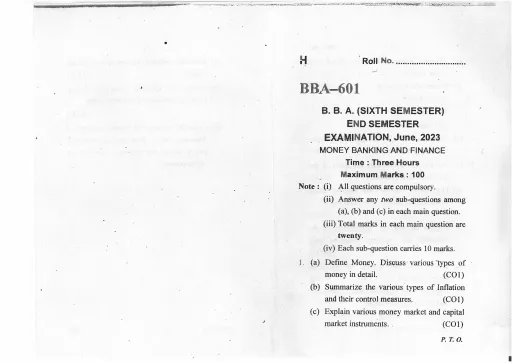 H Roll No. ..............................
BBA–601
B. B. A. (SIXTH SEMESTER)
END SEMESTER
EXAMINATION, June, 2023
MONEY BANKING AND FINANCE
Time : Three Hours
Maximum Marks : 100
Note : (i) All questions are compulsory.
(ii) Answer any two sub-questions among
(a), (b) and (c) in each main question.
(iii) Total marks in each main question are
twenty.
(iv) Each sub-question carries 10 marks.
1. (a) Define Money. Discuss various types of
money in detail. (CO1)
(b) Summarize the various types of Inflation
and their control measures. (CO1)
(c) Explain various money market and capital
market instruments. (CO1)
P. T. O.